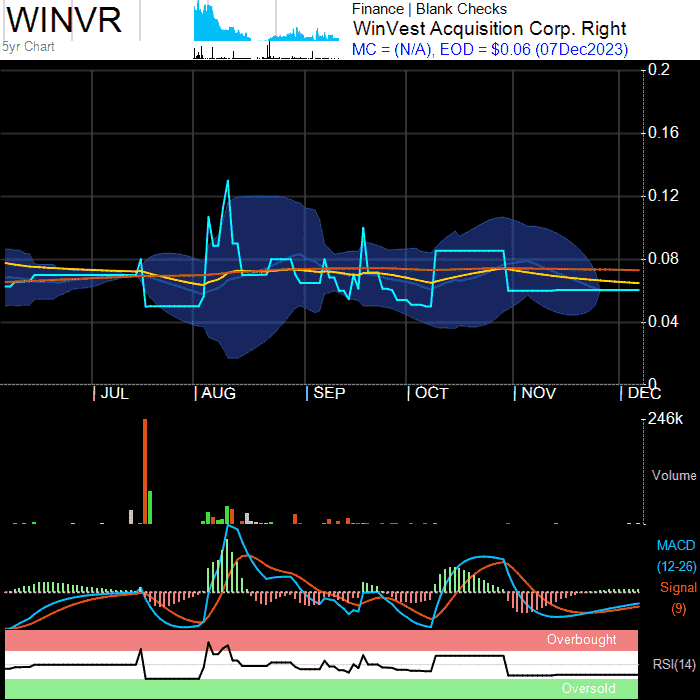 WINVR
5yr Chart
Finance | Blank Checks
WinVest Acquisition Corp. Right
MC = (N/A), EOD = $0.06 (07Dec2023)
0.2
0.16
0.12
0.08
0.04
0
| JUL | AUG | SEP | OCT | NOV | DEC
246k
Volume
MACD
(12-26)
Signal
(9)
Overbought
RSI(14)
Oversold